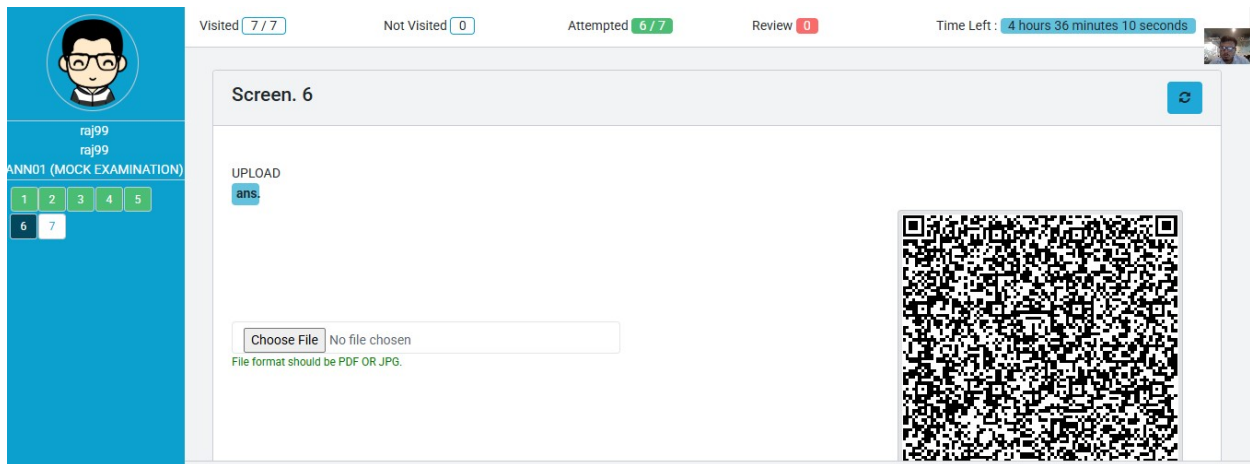 Visited 7 / 7 Not Visited 0 Attempted 6 / 7 Review 0 Time Left : 4 hours 36 minutes 10 seconds
Screen. 6
raj99
raj99
ANN01 (MOCK EXAMINATION)
1 2 3 4 5
6 7
UPLOAD
ans.
Choose File No file chosen
File format should be PDF OR JPG.